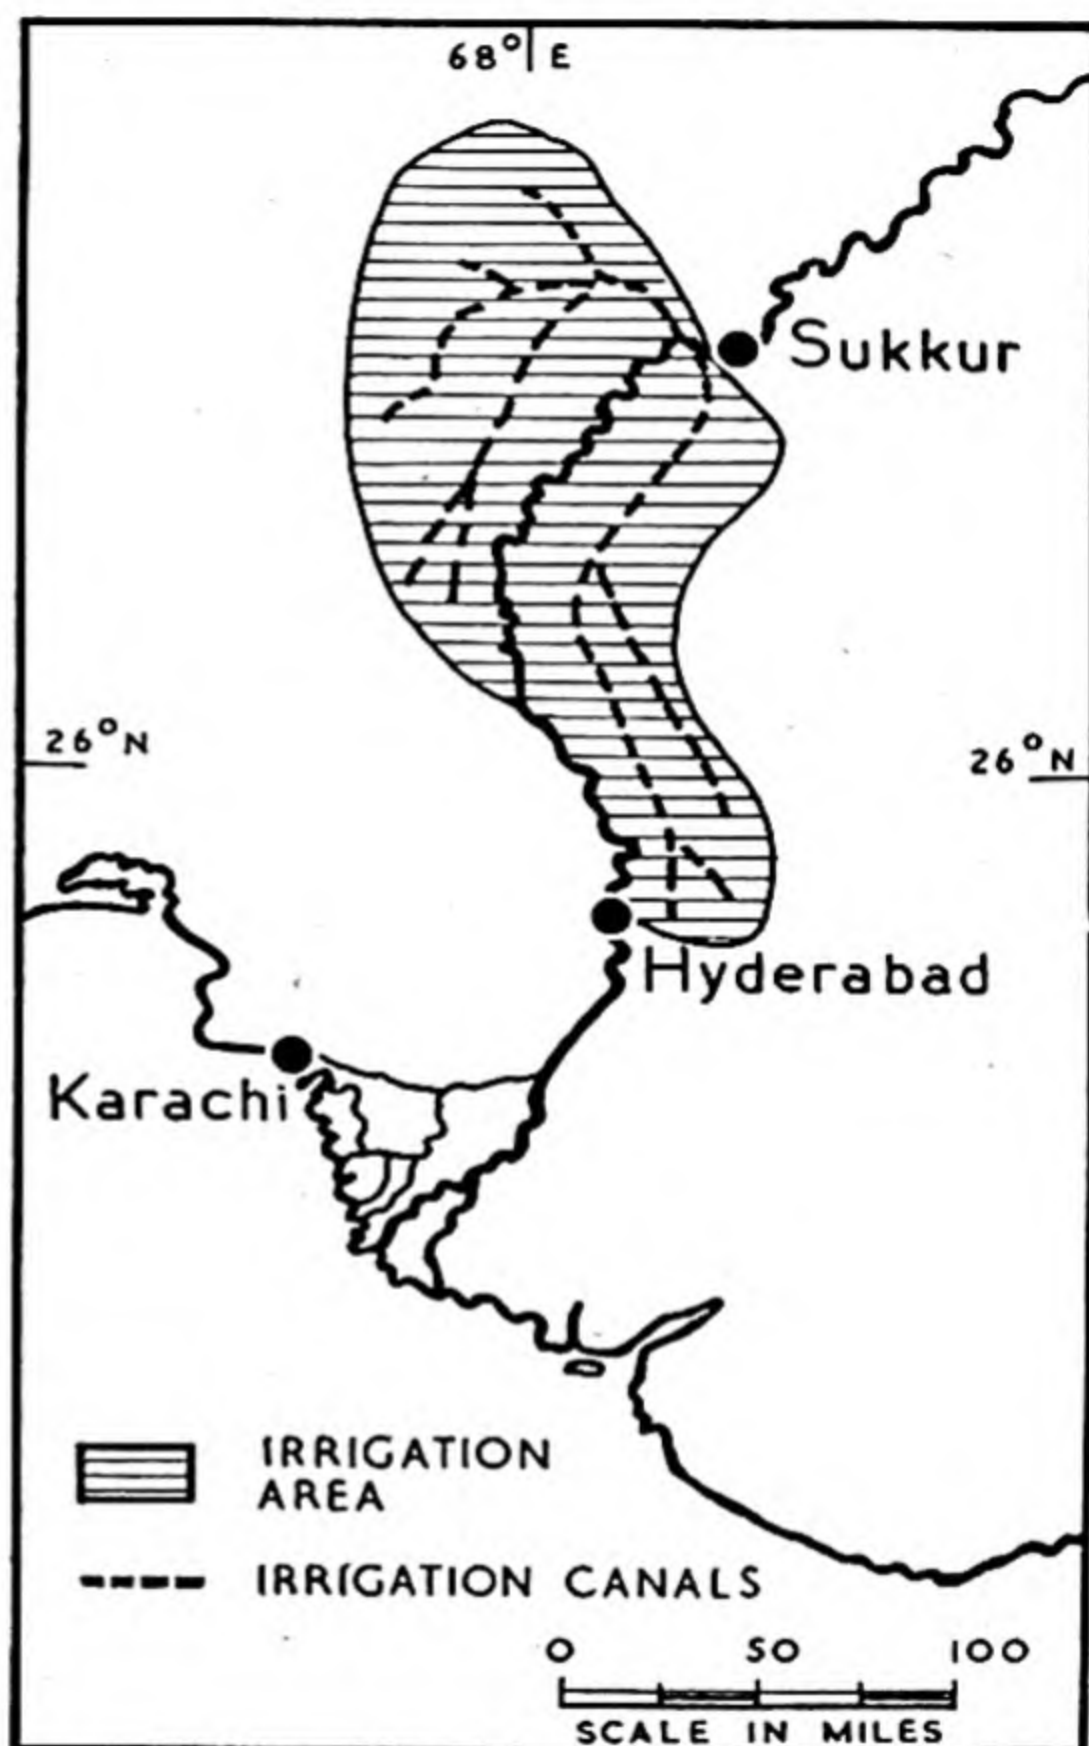 68° E
Sukkur
26° N
26° N
Hyderabad
Karachi
IRRIGATION
AREA
IRRIGATION CANALS
0 50 100
SCALE IN MILES